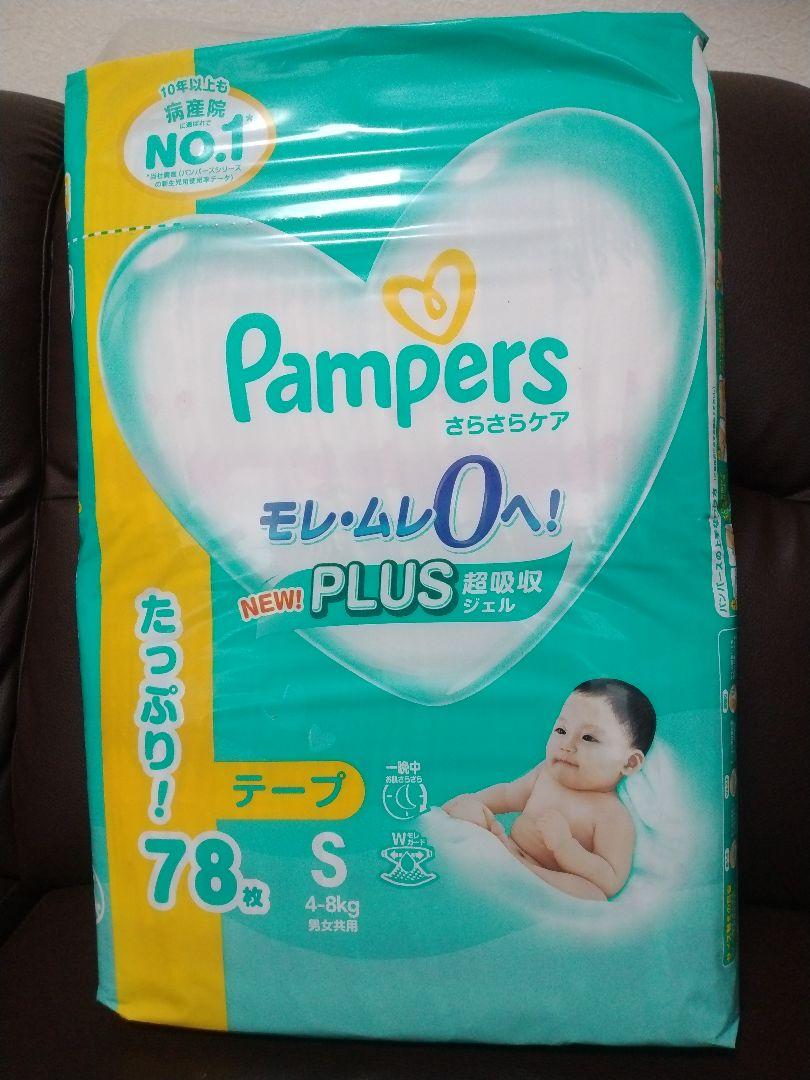 10年以上も
病産院
に選ばれて
NO.1*
*当社調査(パンパースシリーズ
の新生児用使用率データ)
Pampers
さらさらケア
モレ・ムレ0へ!
NEW! PLUS 超吸収
ジェル
たっぷり!
テープ
78枚
S
4-8kg
男女共用
一晩中
お肌さらさら
Wモレ
ガード